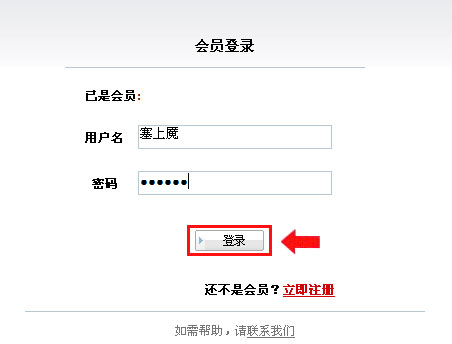 会员登录
已是会员:
用户名 塞上魇
密码 ●●●●●●
登录
还不是会员？立即注册
如需帮助，请联系我们